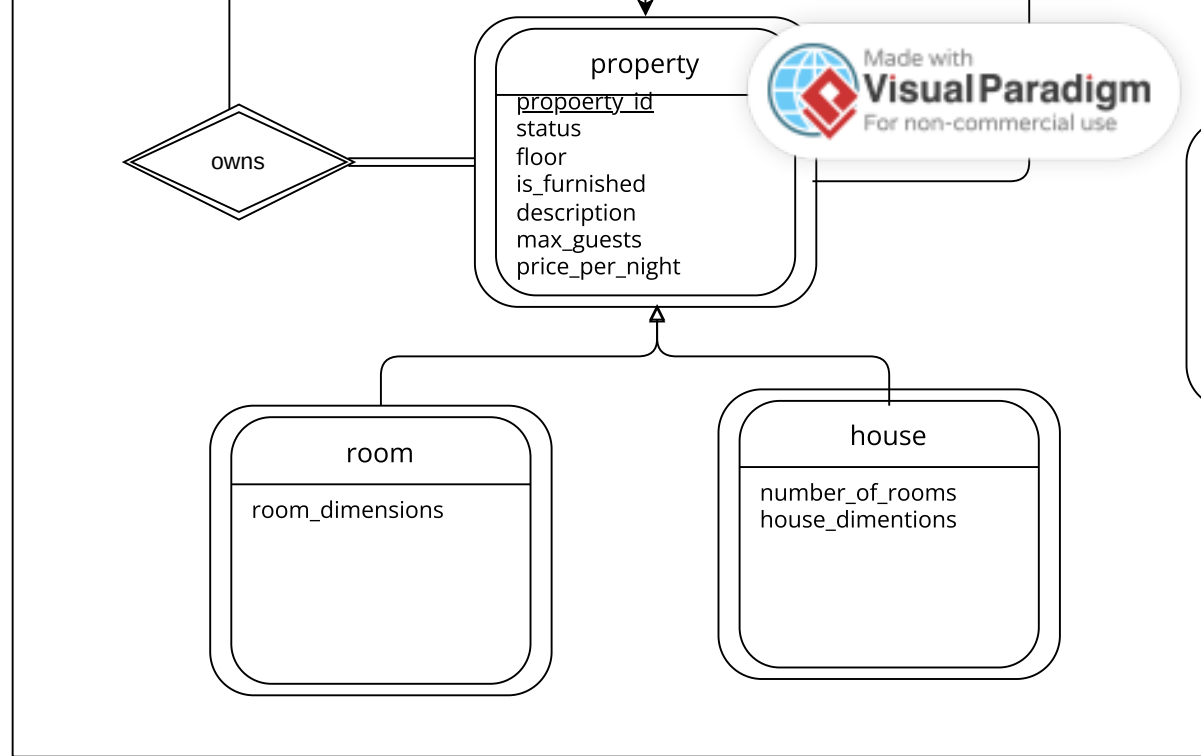 property
Made with
Visual Paradigm
For non-commercial use
propoerty_id
status
floor
is_furnished
description
max_guests
price_per_night
owns
room
room_dimensions
house
number_of_rooms
house_dimentions